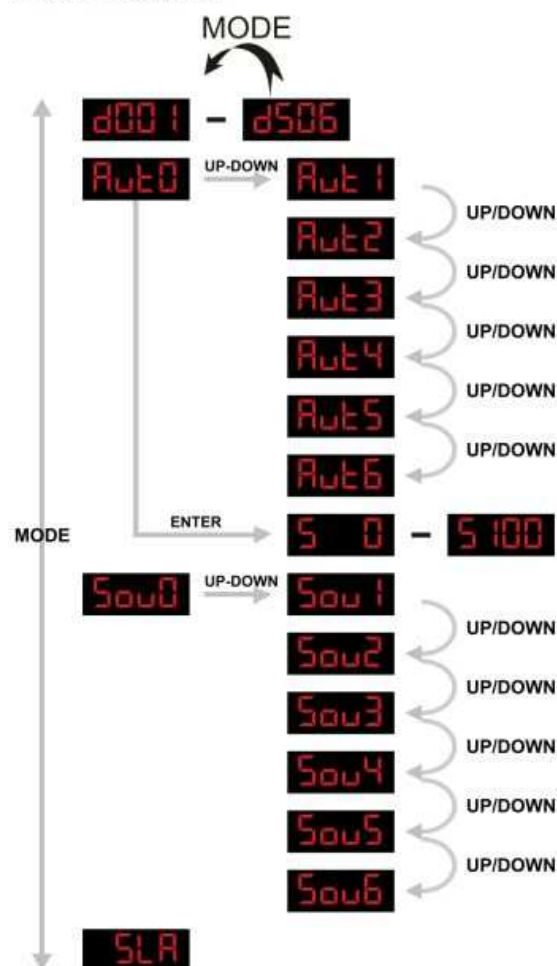 MODE
d001 - d506
Aut0 UP-DOWN Aut1
UP/DOWN
Aut2
UP/DOWN
Aut3
UP/DOWN
Aut4
UP/DOWN
Aut5
UP/DOWN
Aut6
MODE
ENTER S 0 - S100
Sou0 UP-DOWN Sou1
UP/DOWN
Sou2
UP/DOWN
Sou3
UP/DOWN
Sou4
UP/DOWN
Sou5
UP/DOWN
Sou6
SLA